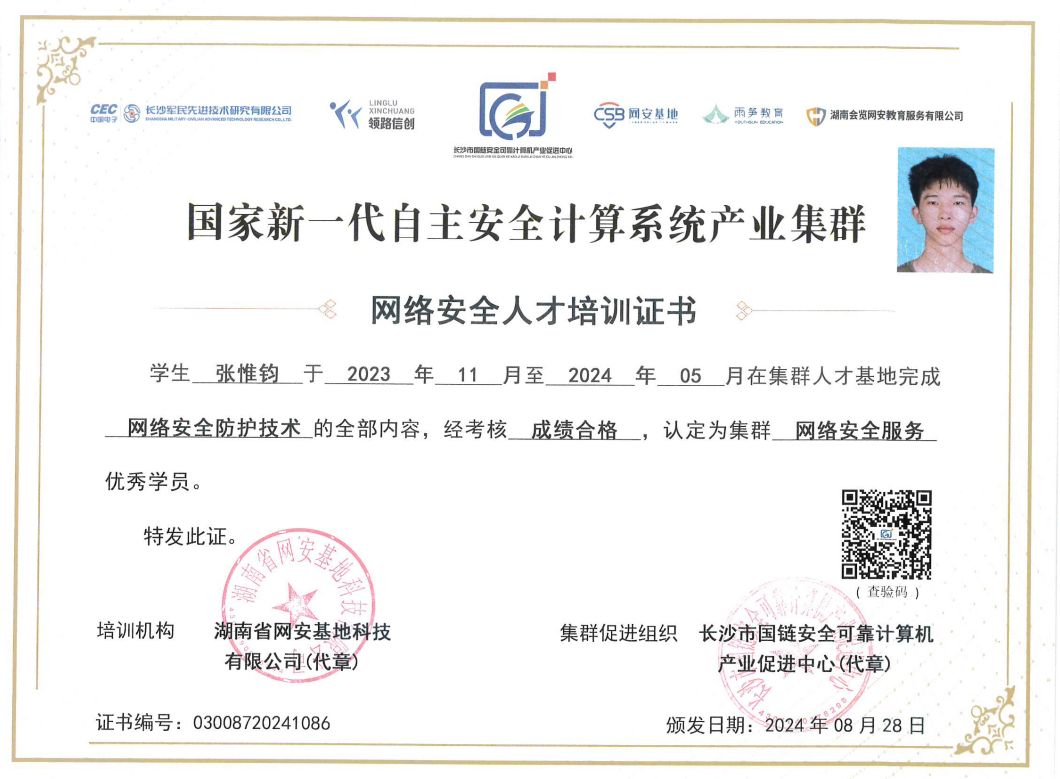 CEC
中国电子
长沙军民先进技术研究有限公司
CHANGSHA MILITARY-CIVILIAN ADVANCED TECHNOLOGY RESEARCH CO.,LTD.
LINGLU
XINCHUANG
领路信创
长沙市国链安全可靠计算机产业促进中心
CSB 网安基地
雨笋教育
YOUTHSUN EDUCATION
湖南会览网安教育服务有限公司
国家新一代自主安全计算系统产业集群
网络安全人才培训证书
学生 张惟钧 于 2023 年 11 月至 2024 年 05 月在集群人才基地完成
网络安全防护技术 的全部内容，经考核 成绩合格 ，认定为集群 网络安全服务
优秀学员。
特发此证。
湖南省网安基地科技
(查验码)
培训机构 湖南省网安基地科技
有限公司(代章)
集群促进组织 长沙市国链安全可靠计算机
产业促进中心(代章)
证书编号：03008720241086
颁发日期：2024 年 08 月 28 日